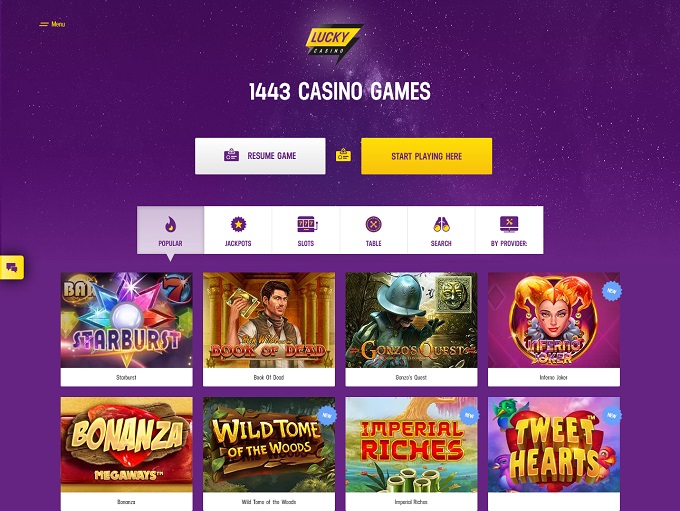 Menu
LUCKY
CASINO
1443 CASINO GAMES
RESUME GAME
START PLAYING HERE
POPULAR
JACKPOTS
SLOTS
TABLE
SEARCH
BY PROVIDER:
BAR
7
STARBURST
Starburst
BOOK OF DEAD
Book Of Dead
GONZO'S QUEST
Gonzo's Quest
NEW
INFERNO
JOKER
Inferno Joker
BONANZA
MEGAWAYS™
Bonanza
NEW
WILD TOME
OF THE WOODS
Wild Tome of the Woods
NEW
IMPERIAL
RICHES
Imperial Riches
NEW
TWEET
HEARTS™